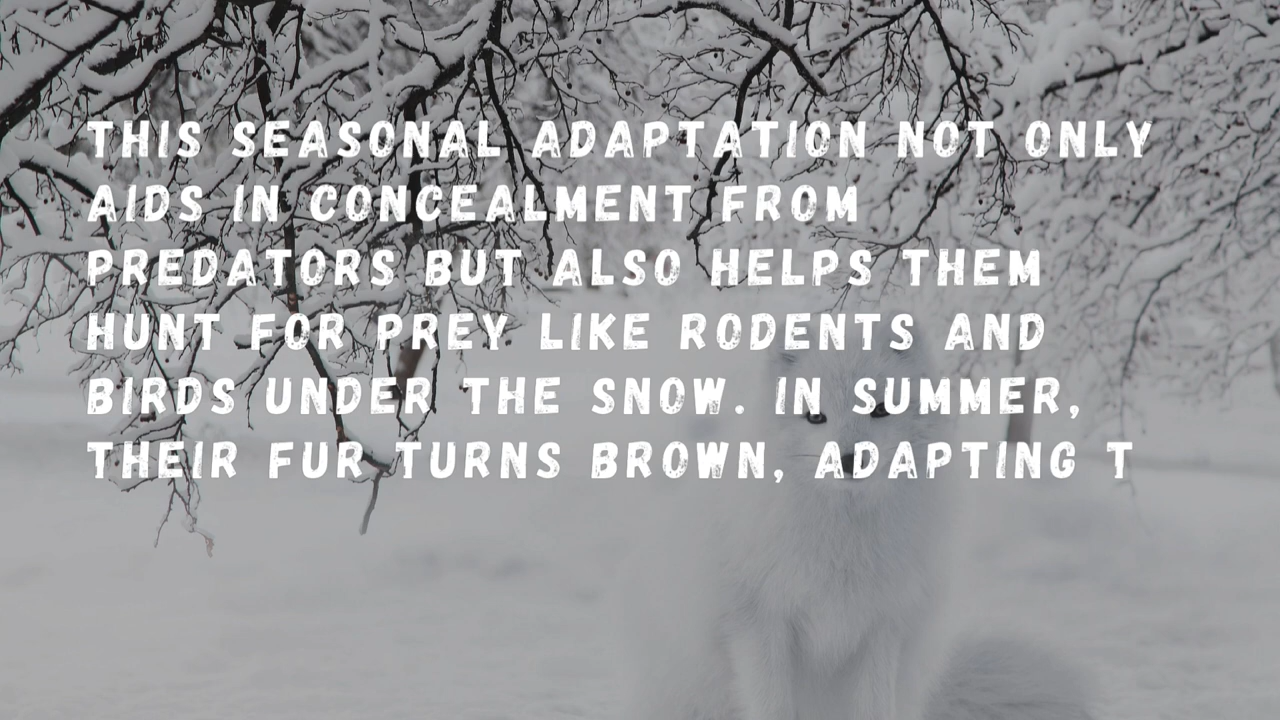 THIS SEASONAL ADAPTATION NOT ONLY
AIDS IN CONCEALMENT FROM
PREDATORS BUT ALSO HELPS THEM
HUNT FOR PREY LIKE RODENTS AND
BIRDS UNDER THE SNOW. IN SUMMER,
THEIR FUR TURNS BROWN, ADAPTING T